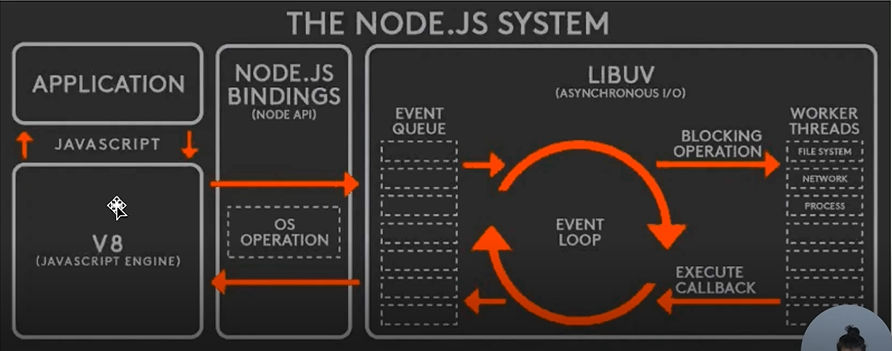 THE NODE.JS SYSTEM
APPLICATION
JAVASCRIPT
V8
(JAVASCRIPT ENGINE)
NODE.JS
BINDINGS
(NODE API)
OS
OPERATION
LIBUV
(ASYNCHRONOUS I/O)
EVENT
QUEUE
EVENT
LOOP
BLOCKING
OPERATION
EXECUTE
CALLBACK
WORKER
THREADS
FILE SYSTEM
NETWORK
PROCESS